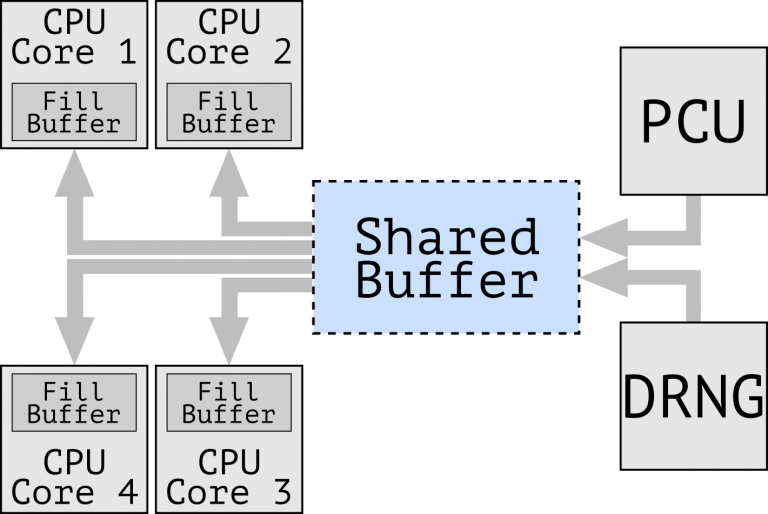 CPU
Core 1
Fill
Buffer
CPU
Core 2
Fill
Buffer
PCU
Shared
Buffer
DRNG
Fill
Buffer
CPU
Core 4
Fill
Buffer
CPU
Core 3